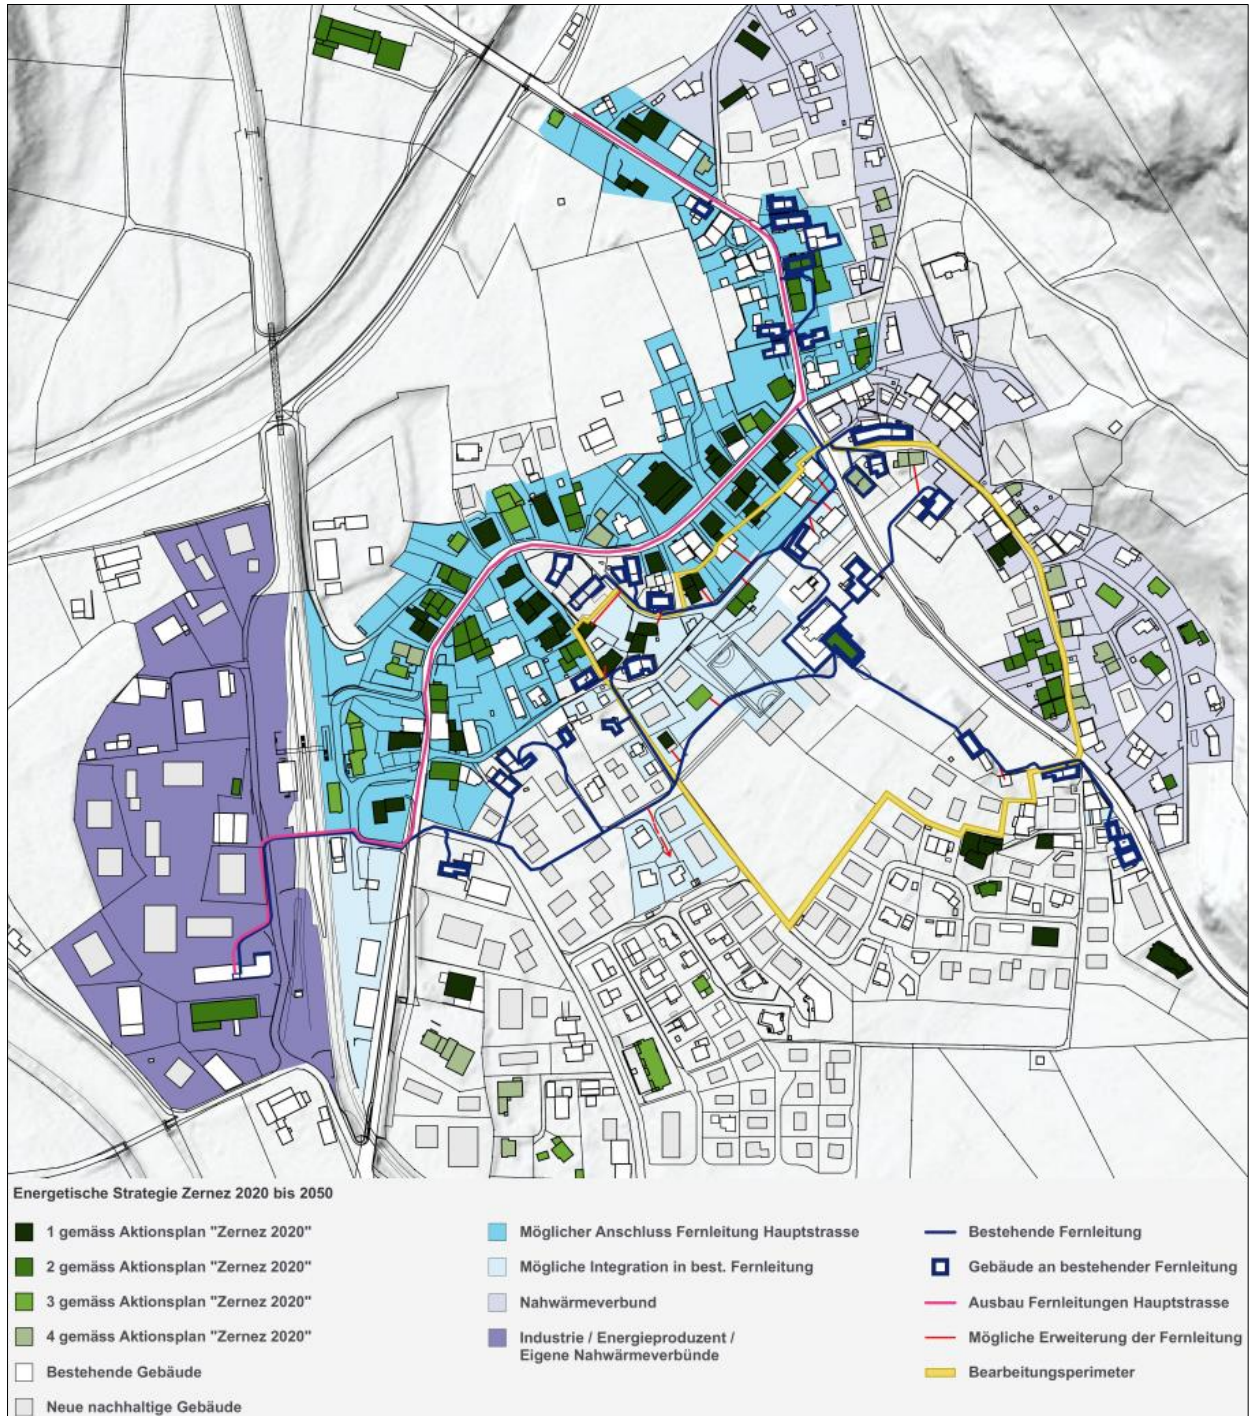 Energetische Strategie Zernez 2020 bis 2050
1 gemäss Aktionsplan "Zernez 2020"
2 gemäss Aktionsplan "Zernez 2020"
3 gemäss Aktionsplan "Zernez 2020"
4 gemäss Aktionsplan "Zernez 2020"
Bestehende Gebäude
Neue nachhaltige Gebäude
Möglicher Anschluss Fernleitung Hauptstrasse
Mögliche Integration in best. Fernleitung
Nahwärmeverbund
Industrie / Energieproduzent /
Eigene Nahwärmeverbünde
Bestehende Fernleitung
Gebäude an bestehender Fernleitung
Ausbau Fernleitungen Hauptstrasse
Mögliche Erweiterung der Fernleitung
Bearbeitungsperimeter